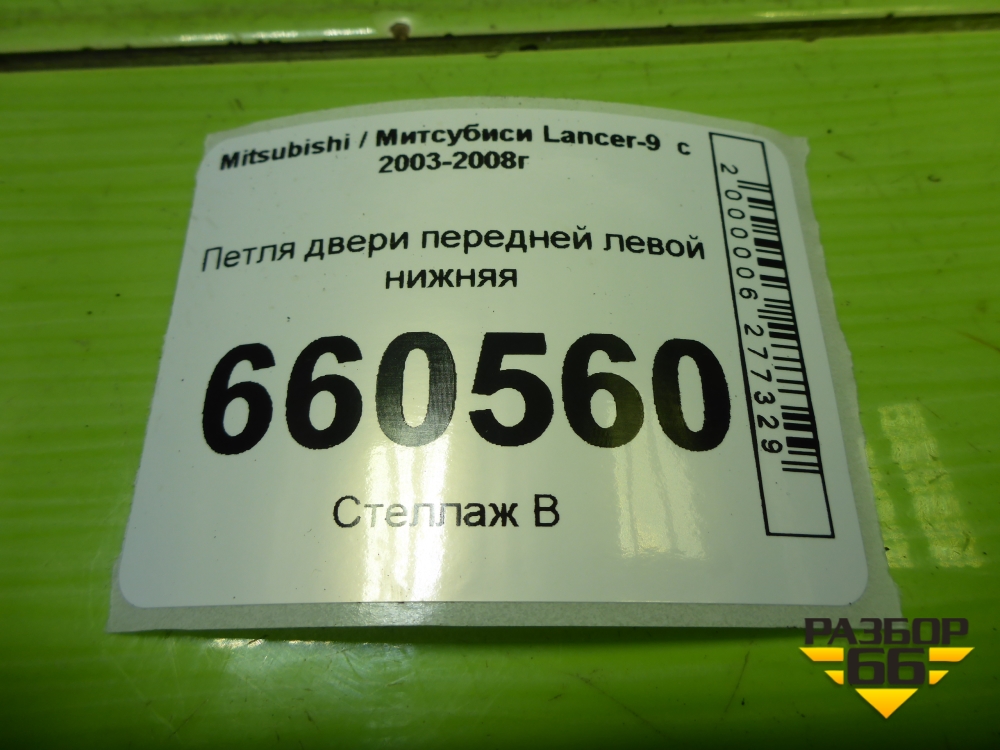 Mitsubishi / Митсубиси Lancer-9 с
2003-2008г
Петля двери передней левой
нижняя
660560
Стеллаж В
2000006277329
РАЗБОР
66